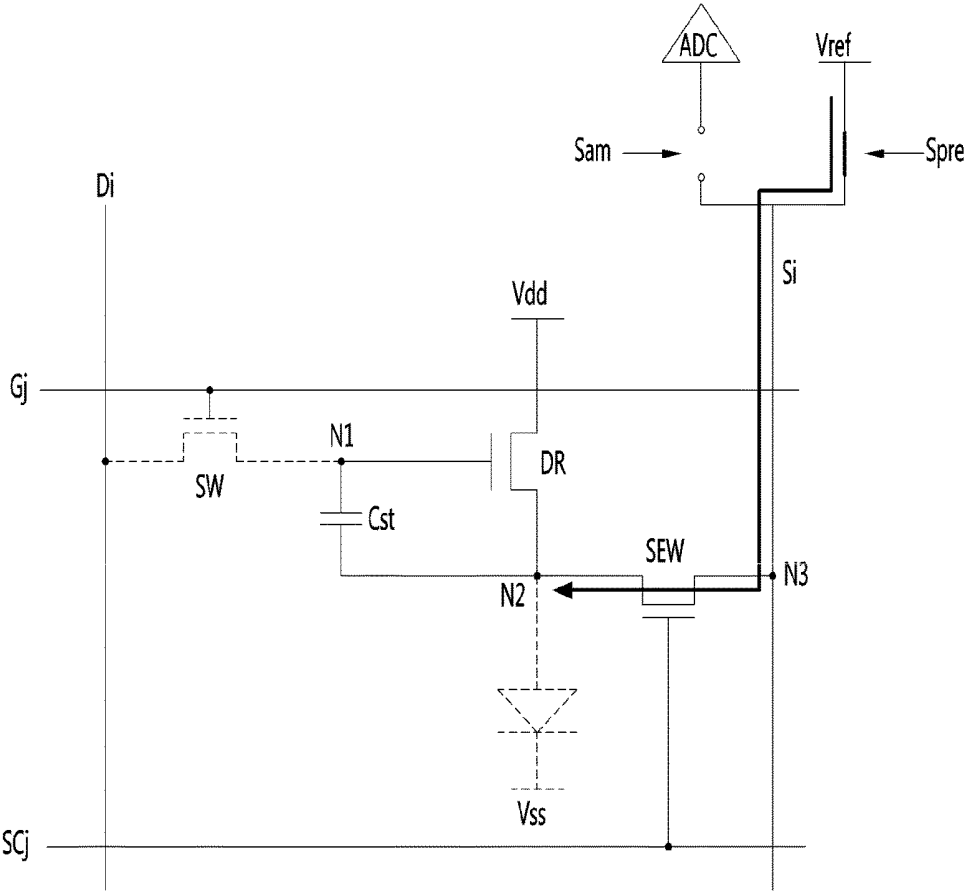 ADC
Vref
Sam
Spre
Di
Si
Vdd
Gj
N1
DR
SW
Cst
SEW
N2
N3
Vss
SCj